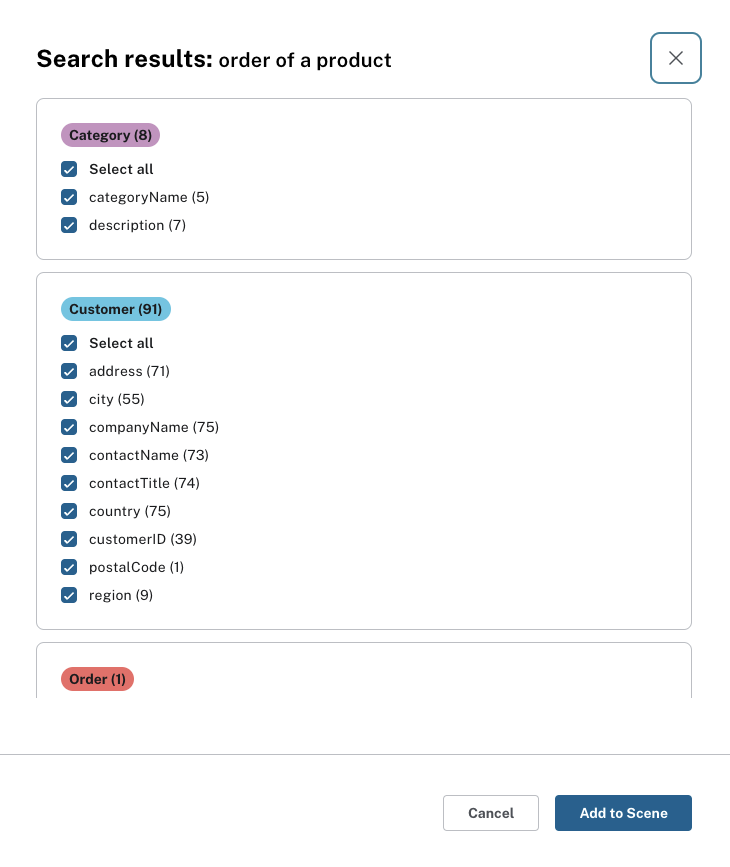 Search results: order of a product
Category (8)
Select all
categoryName (5)
description (7)
Customer (91)
Select all
address (71)
city (55)
companyName (75)
contactName (73)
contactTitle (74)
country (75)
customerID (39)
postalCode (1)
region (9)
Order (1)
Cancel
Add to Scene